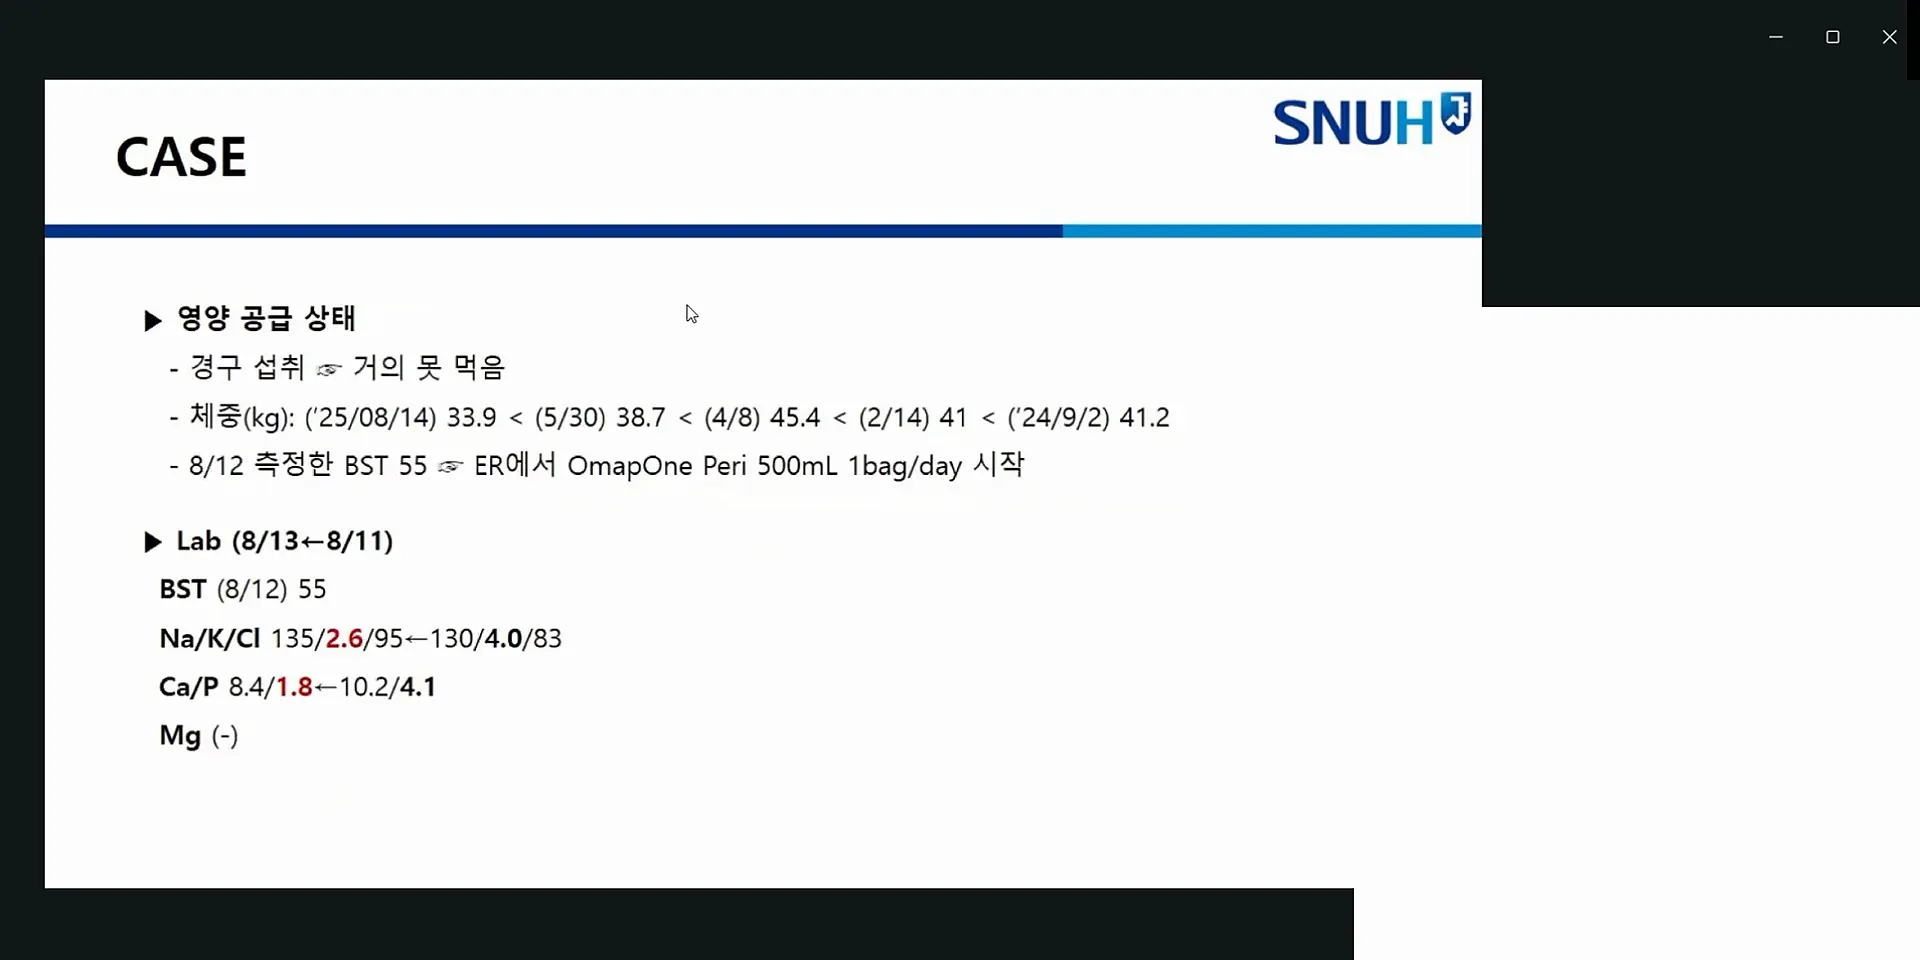 SNUH
CASE
▶ 영양 공급 상태
- 경구 섭취 ☞ 거의 못 먹음
- 체중(kg): (’25/08/14) 33.9 < (5/30) 38.7 < (4/8) 45.4 < (2/14) 41 < (’24/9/2) 41.2
- 8/12 측정한 BST 55 ☞ ER에서 OmapOne Peri 500mL 1bag/day 시작
▶ Lab (8/13←8/11)
BST (8/12) 55
Na/K/Cl 135/2.6/95←130/4.0/83
Ca/P 8.4/1.8←10.2/4.1
Mg (-)